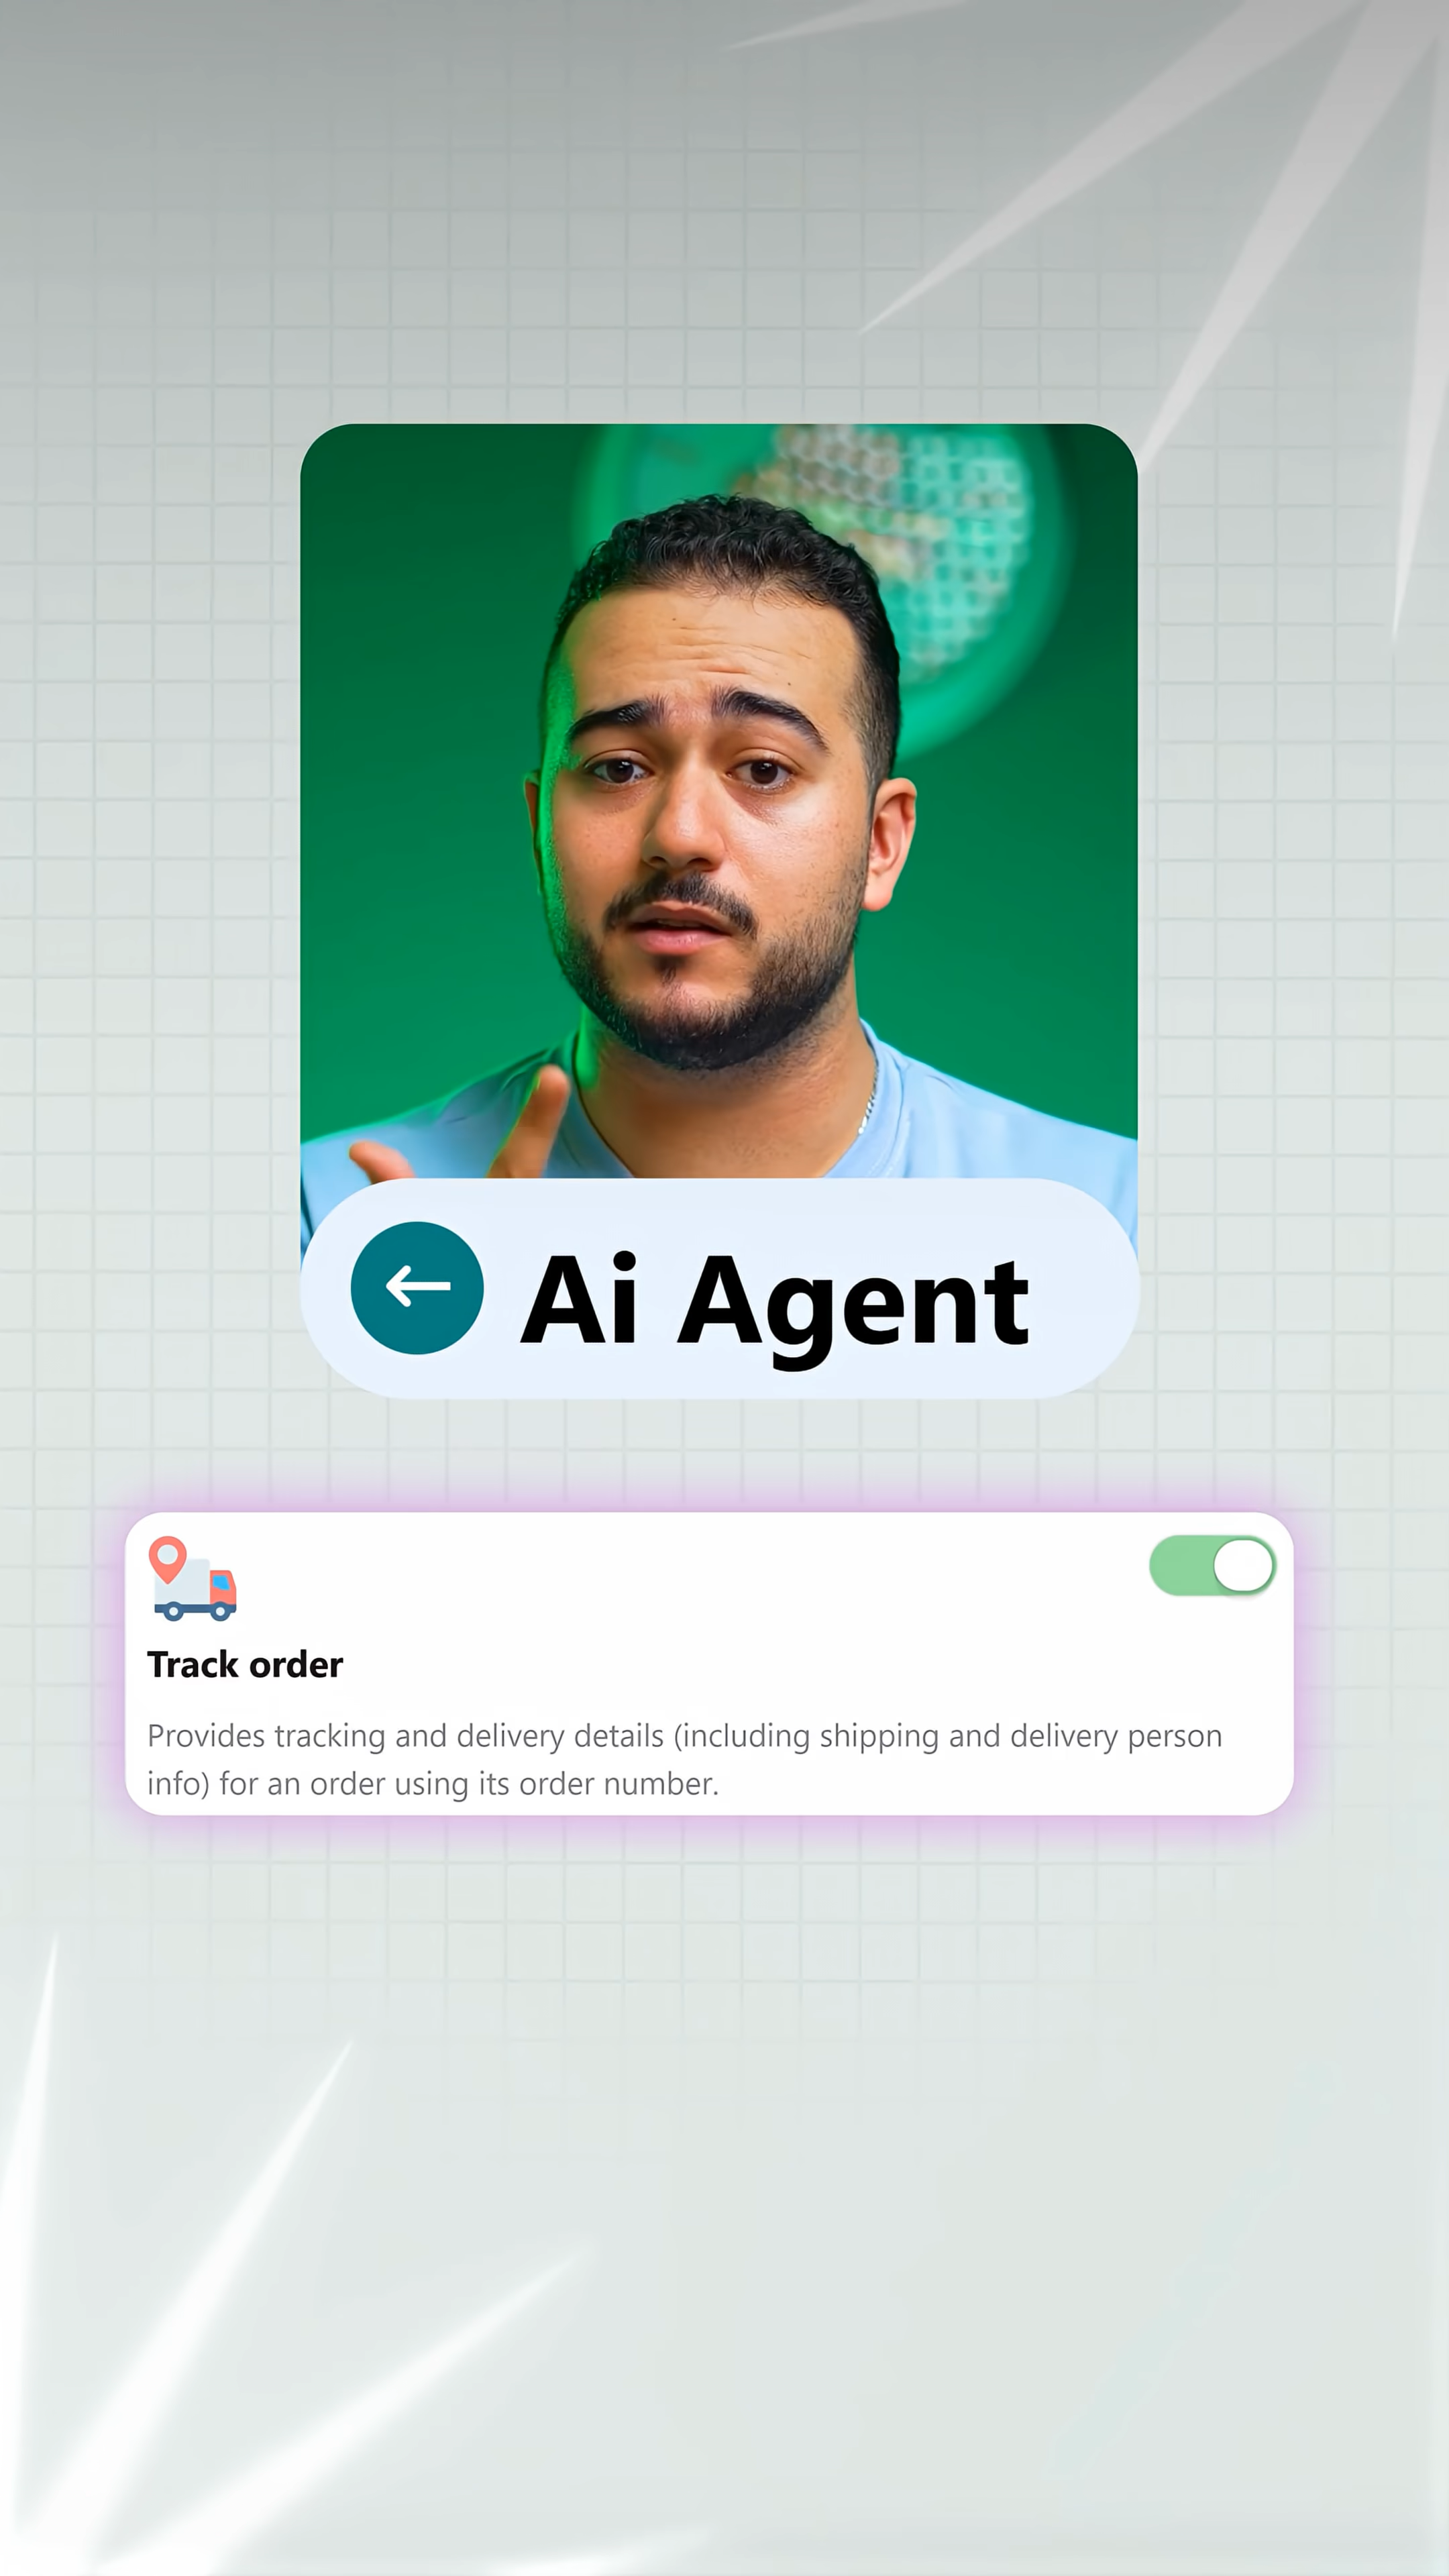 Ai Agent
Track order
Provides tracking and delivery details (including shipping and delivery person
info) for an order using its order number.